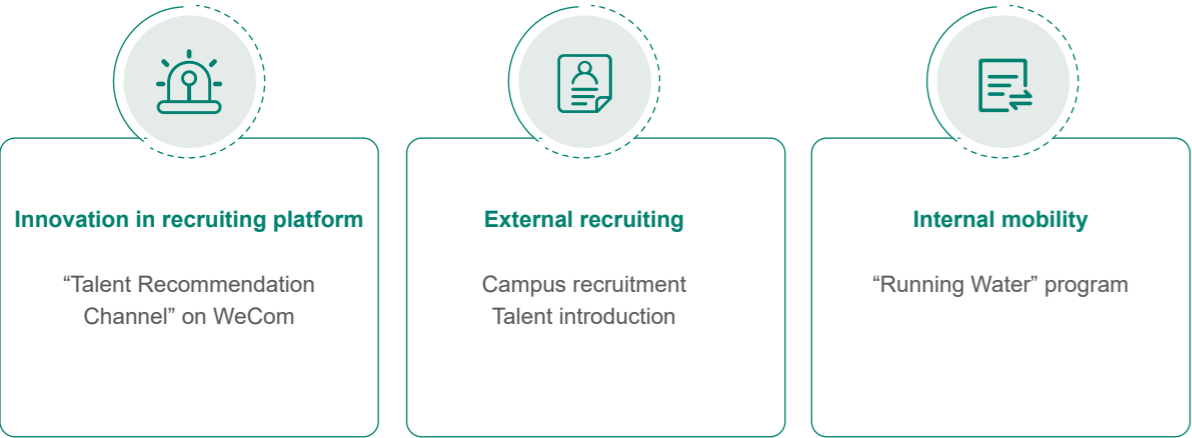 Innovation in recruiting platform
“Talent Recommendation
Channel” on WeCom
External recruiting
Campus recruitment
Talent introduction
Internal mobility
“Running Water” program